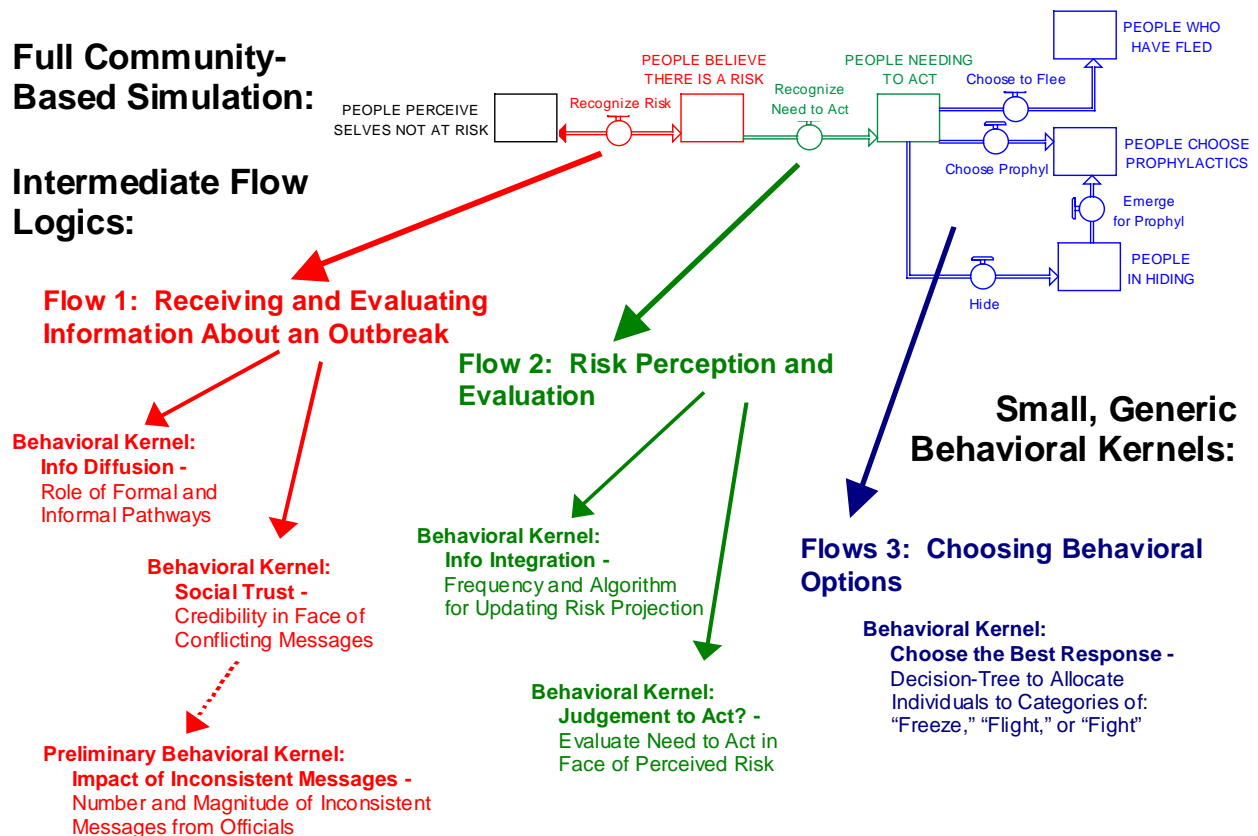 Full Community-
Based Simulation:
PEOPLE PERCEIVE
SELVES NOT AT RISK
Recognize Risk
PEOPLE BELIEVE
THERE IS A RISK
Recognize
Need to Act
PEOPLE NEEDING
TO ACT
Choose to Flee
PEOPLE WHO
HAVE FLED
Choose Prophyl
PEOPLE CHOOSE
PROPHYLACTICS
Emerge
for Prophyl
Hide
PEOPLE
IN HIDING
Intermediate Flow
Logics:
Flow 1: Receiving and Evaluating
Information About an Outbreak
Flow 2: Risk Perception and
Evaluation
Small, Generic
Behavioral Kernels:
Behavioral Kernel:
Info Diffusion -
Role of Formal and
Informal Pathways
Behavioral Kernel:
Social Trust -
Credibility in Face of
Conflicting Messages
Preliminary Behavioral Kernel:
Impact of Inconsistent Messages -
Number and Magnitude of Inconsistent
Messages from Officials
Behavioral Kernel:
Info Integration -
Frequency and Algorithm
for Updating Risk Projection
Behavioral Kernel:
Judgement to Act? -
Evaluate Need to Act in
Face of Perceived Risk
Flows 3: Choosing Behavioral
Options
Behavioral Kernel:
Choose the Best Response -
Decision-Tree to Allocate
Individuals to Categories of:
“Freeze,” “Flight,” or “Fight”